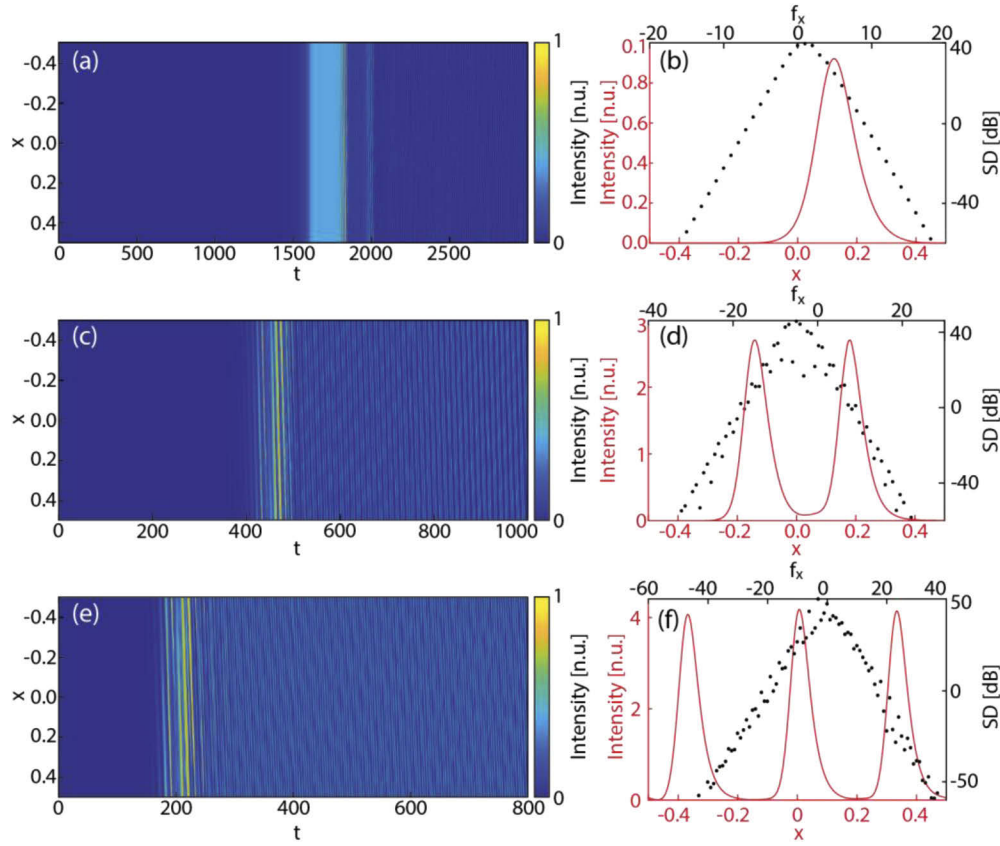 (a)
x
-0.4
-0.2
0.0
0.2
0.4
0 500 1000 1500 2000 2500
t
1
0
Intensity [n.u.]
(b)
f_x
-20 -10 0 10 20
Intensity [n.u.]
0.1
0.8
0.6
0.4
0.2
0.0
-0.4 -0.2 0.0 0.2 0.4
x
40
0
-40
SD [dB]
(c)
x
-0.4
-0.2
0.0
0.2
0.4
0 200 400 600 800 1000
t
1
0
Intensity [n.u.]
(d)
f_x
-40 -20 0 20
Intensity [n.u.]
3
2
1
0
-0.4 -0.2 0.0 0.2 0.4
x
40
0
-40
SD [dB]
(e)
x
-0.4
-0.2
0.0
0.2
0.4
0 200 400 600 800
t
1
0
Intensity [n.u.]
(f)
f_x
-60 -40 -20 0 20 40
Intensity [n.u.]
4
2
0
-0.4 -0.2 0 0.2 0.4
x
50
0
-50
SD [dB]